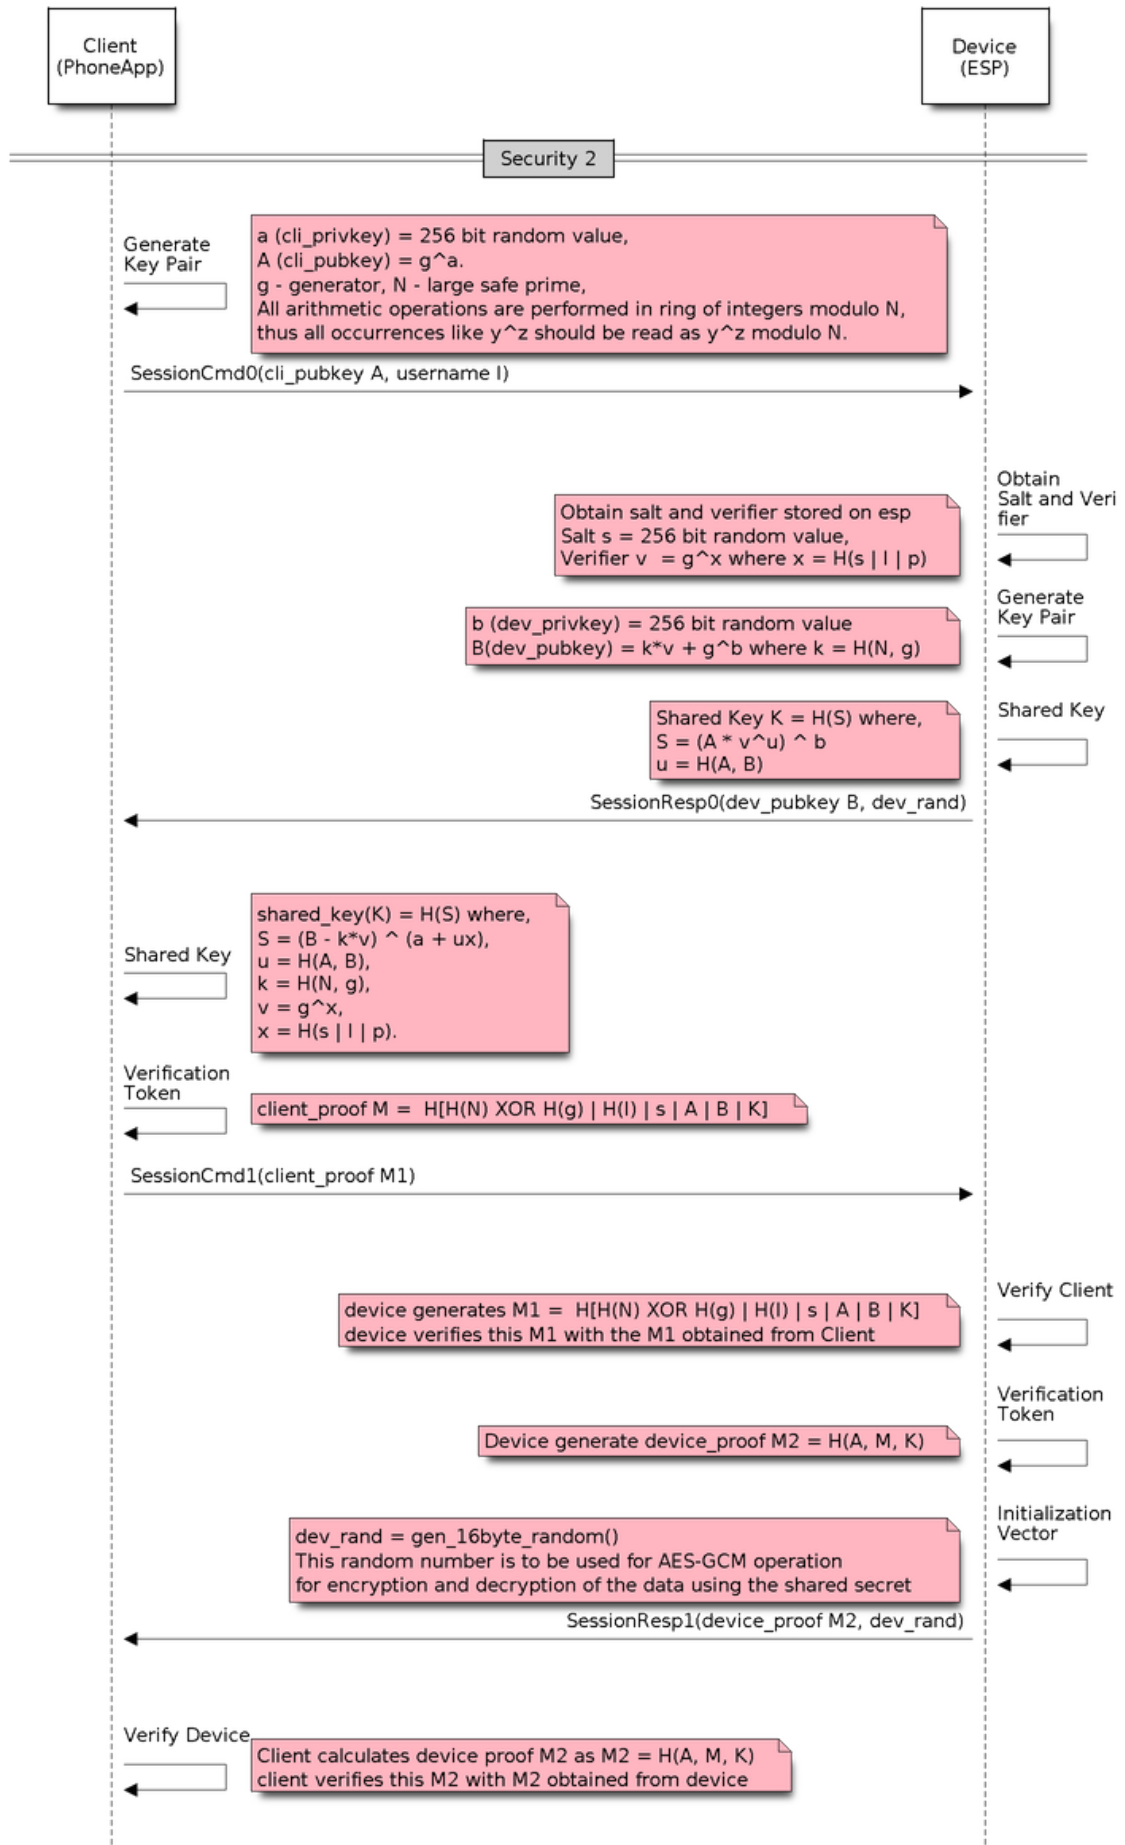 Client
(PhoneApp)
Device
(ESP)
Security 2
Generate
Key Pair
a (cli_privkey) = 256 bit random value,
A (cli_pubkey) = g^a.
g - generator, N - large safe prime,
All arithmetic operations are performed in ring of integers modulo N,
thus all occurrences like y^z should be read as y^z modulo N.
SessionCmd0(cli_pubkey A, username I)
Obtain
Salt and Veri
fier
Obtain salt and verifier stored on esp
Salt s = 256 bit random value,
Verifier v  = g^x where x = H(s | I | p)
Generate
Key Pair
b (dev_privkey) = 256 bit random value
B(dev_pubkey) = k*v + g^b where k = H(N, g)
Shared Key
Shared Key K = H(S) where,
S = (A * v^u) ^ b
u = H(A, B)
SessionResp0(dev_pubkey B, dev_rand)
Shared Key
shared_key(K) = H(S) where,
S = (B - k*v) ^ (a + ux),
u = H(A, B),
k = H(N, g),
v = g^x,
x = H(s | I | p).
Verification
Token
client_proof M =  H[H(N) XOR H(g) | H(I) | s | A | B | K]
SessionCmd1(client_proof M1)
Verify Client
device generates M1 =  H[H(N) XOR H(g) | H(I) | s | A | B | K]
device verifies this M1 with the M1 obtained from Client
Verification
Token
Device generate device_proof M2 = H(A, M, K)
Initialization
Vector
dev_rand = gen_16byte_random()
This random number is to be used for AES-GCM operation
for encryption and decryption of the data using the shared secret
SessionResp1(device_proof M2, dev_rand)
Verify Device
Client calculates device proof M2 as M2 = H(A, M, K)
client verifies this M2 with M2 obtained from device